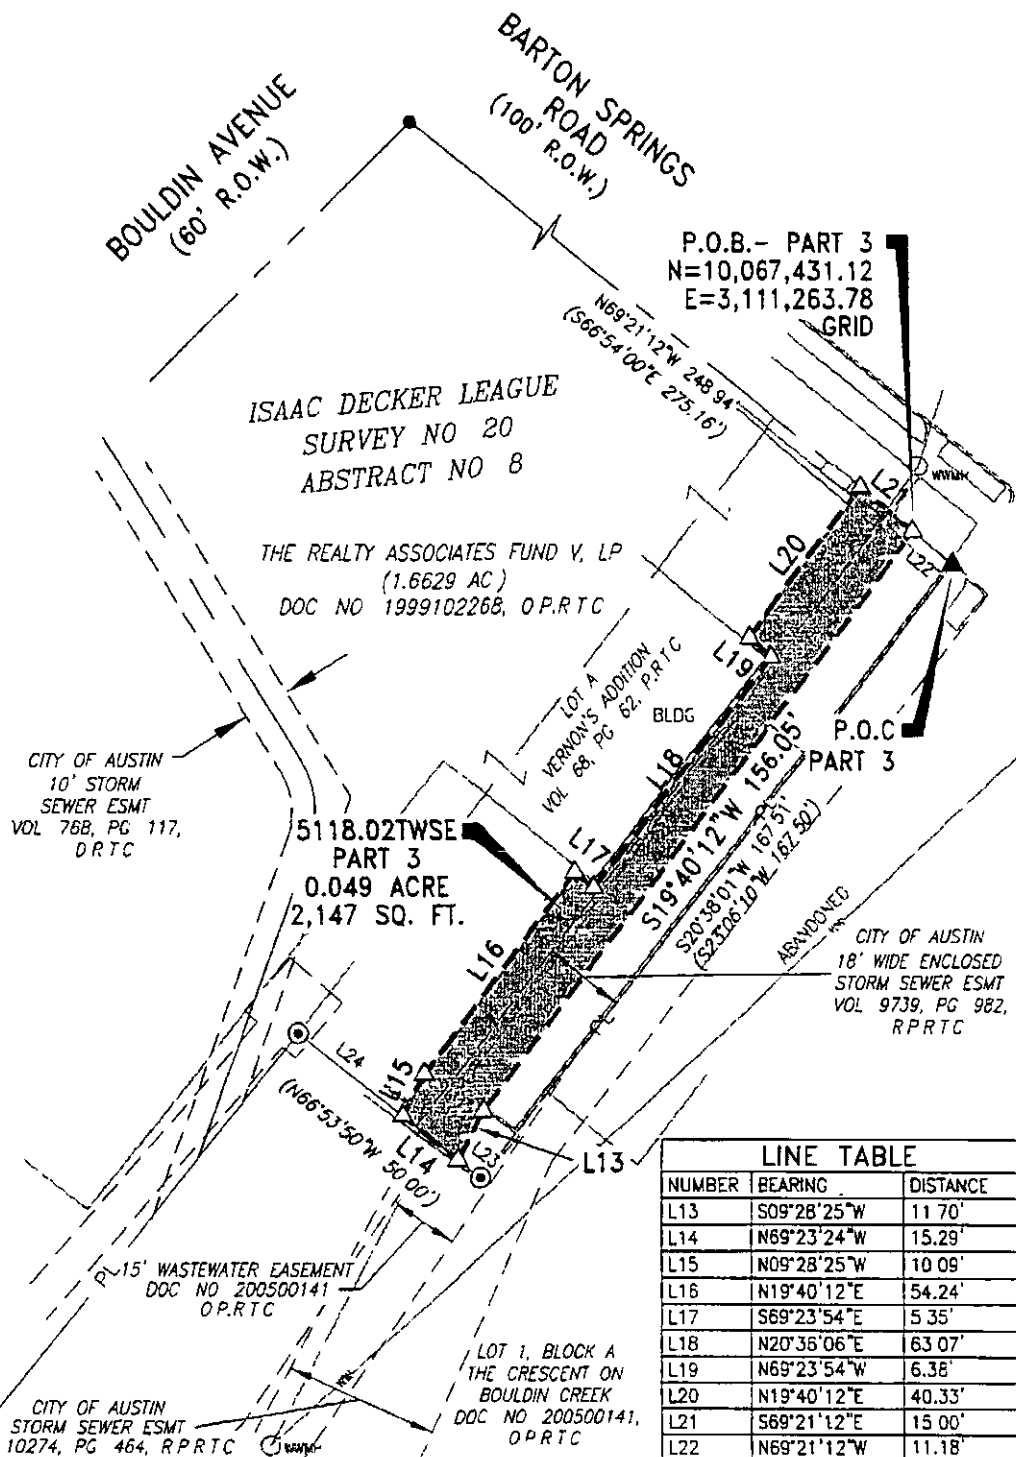 BOULDIN AVENUE
(60' R.O.W.)
BARTON SPRINGS
ROAD
(100' R.O.W.)
P.O.B.- PART 3
N=10,067,431.12
E=3,111,263.78
GRID
N69°21'12"W 248.94'
(S66°54'00"E 275.16')
ISAAC DECKER LEAGUE
SURVEY NO 20
ABSTRACT NO 8
THE REALTY ASSOCIATES FUND V, LP
(1.6629 AC)
DOC NO 1999102268, O P.R T C
L21
WWMH
L20
L22
L19
LOT A
VERNON'S ADDITION
VOL 68, PG 62, P.R T C
BLDG
P.O.C
PART 3
L18
CITY OF AUSTIN
10' STORM
SEWER ESMT
VOL 768, PG 117,
D R T C
5118.02TWSE
PART 3
0.049 ACRE
2,147 SQ. FT.
L17
S19°40'12"W 156.05'
PL
S20°38'01"W 167 51'
(S23°06'10"W 167 50')
ABANDONED
CITY OF AUSTIN
18' WIDE ENCLOSED
STORM SEWER ESMT
VOL 9739, PG 982,
R P R T C
L16
PL
L24
L15
(N66°53'50"W 50 00')
L14
L23
L13
PL
15' WASTEWATER EASEMENT
DOC NO 200500141
O P.R T C
LOT 1, BLOCK A
THE CRESCENT ON
BOULDIN CREEK
DOC NO 200500141,
O P R T C
CITY OF AUSTIN
STORM SEWER ESMT
10274, PG 464, R P R T C
WWMH
LINE TABLE
NUMBER BEARING DISTANCE
L13 S09°28'25"W 11 70'
L14 N69°23'24"W 15.29'
L15 N09°28'25"W 10 09'
L16 N19°40'12"E 54.24'
L17 S69°23'54"E 5 35'
L18 N20°36'06"E 63 07'
L19 N69°23'54"W 6.38'
L20 N19°40'12"E 40.33'
L21 S69°21'12"E 15 00'
L22 N69°21'12"W 11.18'